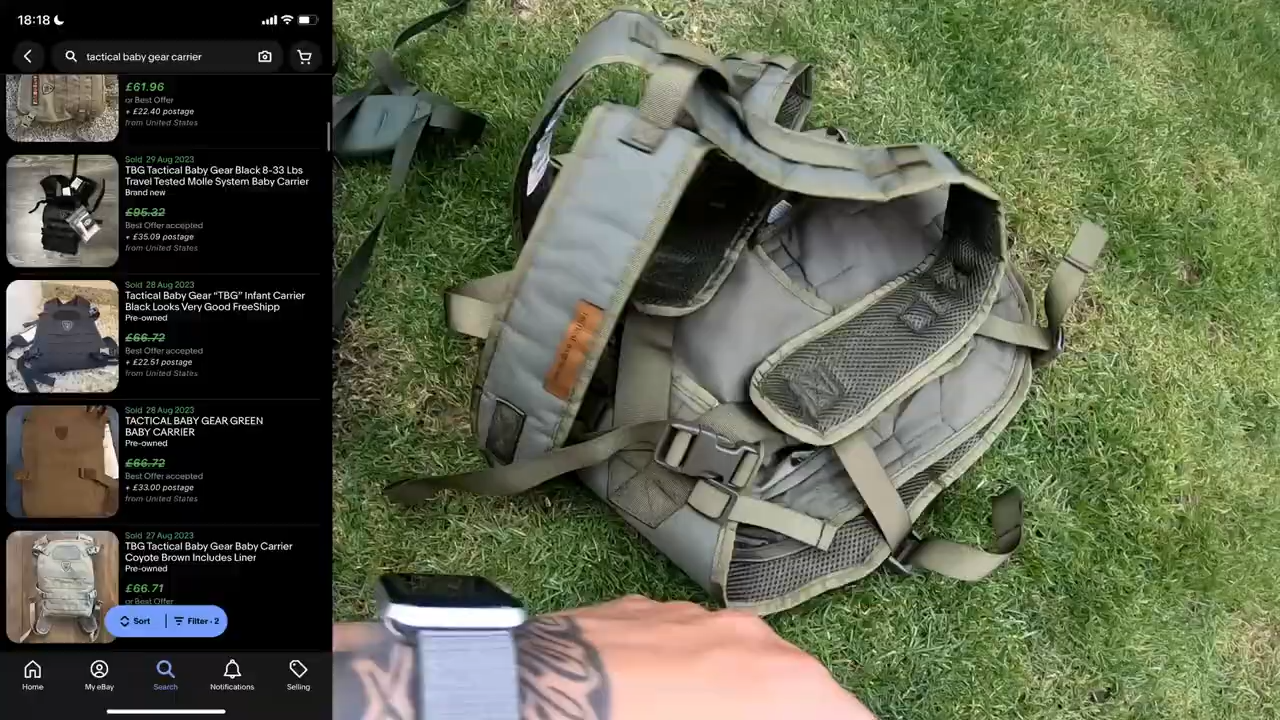 18:18
tactical baby gear carrier
£61.96
or Best Offer
+ £22.40 postage
from United States
Sold 29 Aug 2023
TBG Tactical Baby Gear Black 8-33 Lbs
Travel Tested Molle System Baby Carrier
Brand new
£95.32
Best Offer accepted
+ £35.09 postage
from United States
Sold 28 Aug 2023
Tactical Baby Gear “TBG” Infant Carrier
Black Looks Very Good FreeShipp
Pre-owned
£66.72
Best Offer accepted
+ £22.51 postage
from United States
Sold 28 Aug 2023
TACTICAL BABY GEAR GREEN
BABY CARRIER
Pre-owned
£66.72
Best Offer accepted
+ £33.00 postage
from United States
Sold 27 Aug 2023
TBG Tactical Baby Gear Baby Carrier
Coyote Brown Includes Liner
Pre-owned
£66.71
or Best Offer
Sort
Filter • 2
Home
My eBay
Search
Notifications
Selling